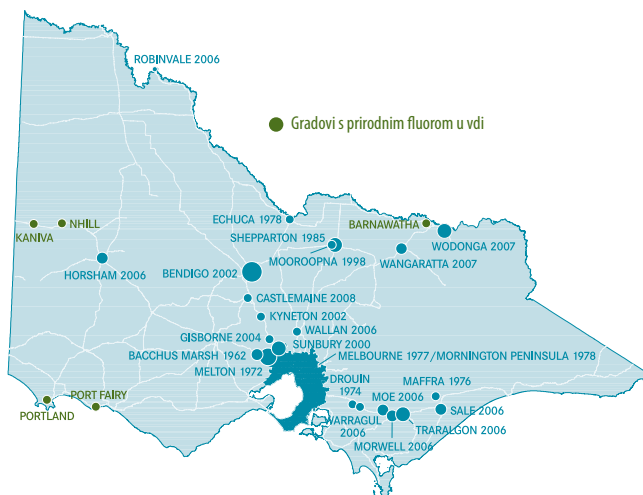 ROBINVALE 2006
Gradovi s prirodnim fluorom u vdi
ECHUCA 1978
BARNAWATHA
NHILL
KANIVA
SHEPPARTON 1985
WODONGA 2007
MOOROOPNA 1998
WANGARATTA 2007
HORSHAM 2006
BENDIGO 2002
CASTLEMAINE 2008
KYNETON 2002
WALLAN 2006
GISBORNE 2004
SUNBURY 2000
BACCHUS MARSH 1962
MELBOURNE 1977/MORNINGTON PENINSULA 1978
MELTON 1972
DROUIN
1974
MAFFRA 1976
MOE 2006
PORT FAIRY
PORTLAND
SALE 2006
WARRAGUL
2006
TRARALGON 2006
MORWELL 2006